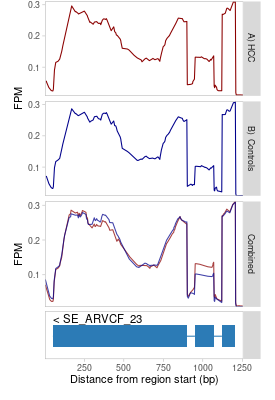 0.3
0.2
0.1
A) HCC
FPM
0.3
0.2
0.1
B) Controls
0.3
0.2
0.1
FPM
Combined
< SE_ARVCF_23
250 500 750 1000 1250
Distance from region start (bp)